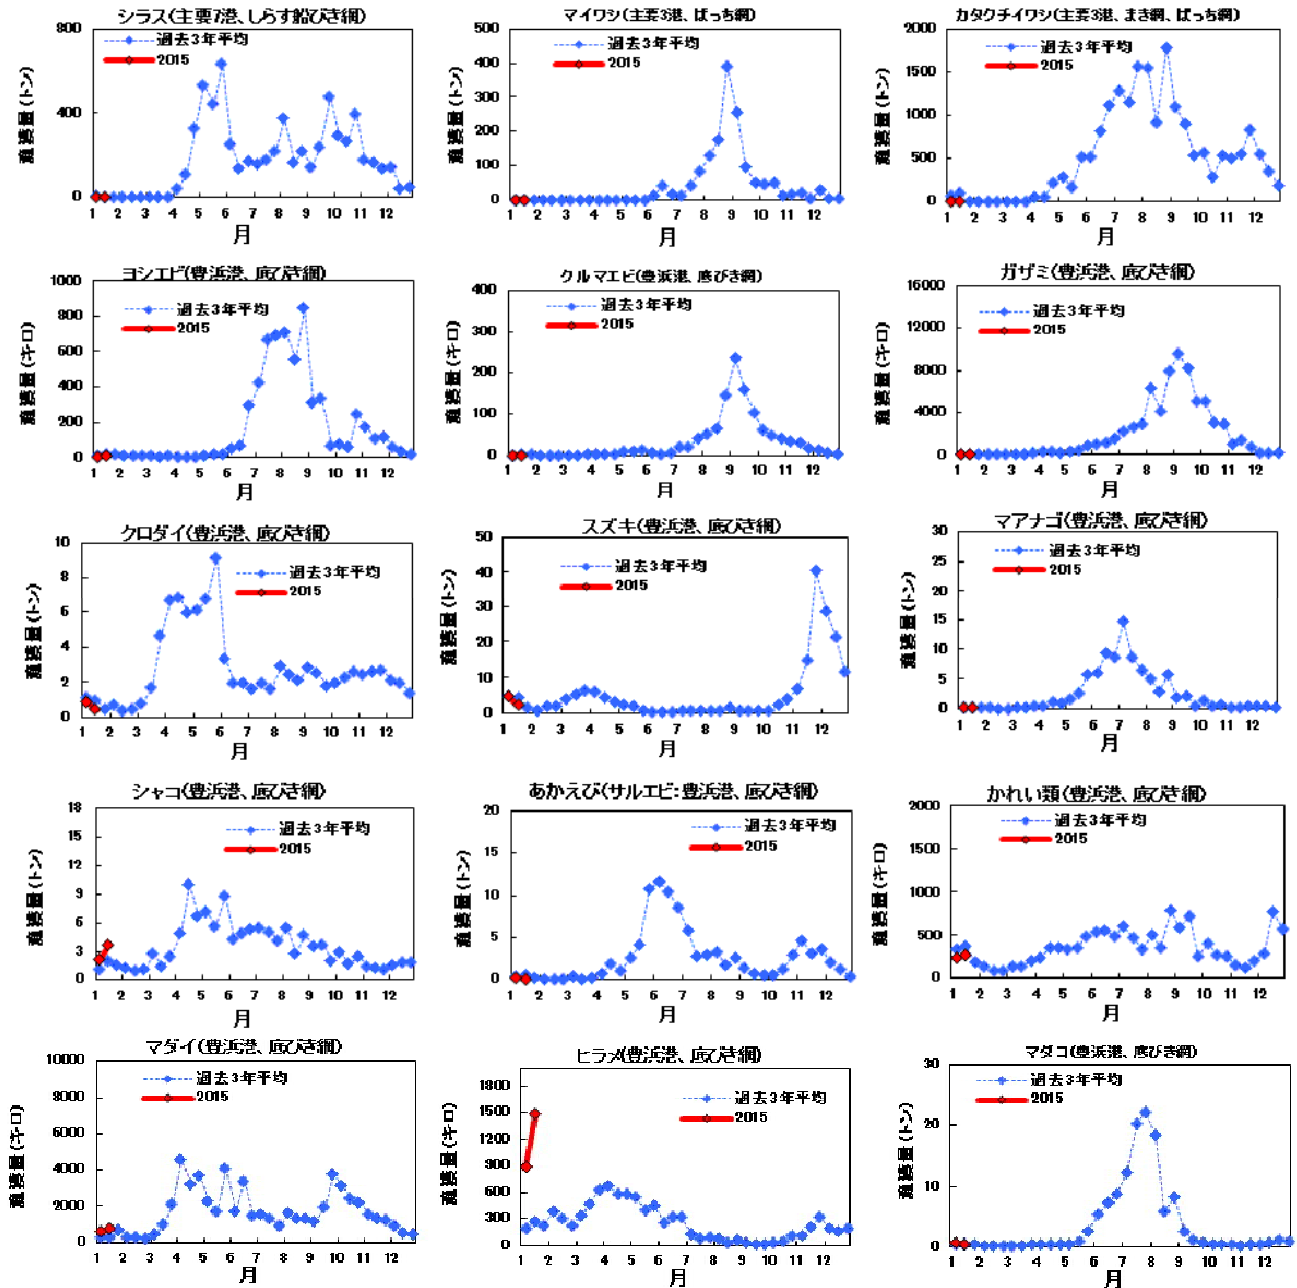 シラス(主要7港、しらす船びき網)
漁獲量(トン)
800
400
0
過去3年平均
2015
1 2 3 4 5 6 7 8 9 10 11 12
月
マイワシ(主要3港、ぱっち網)
漁獲量(トン)
500
400
300
200
100
0
過去3年平均
2015
1 2 3 4 5 6 7 8 9 10 11 12
月
カタクチイワシ(主要3港、まき網、ぱっち網)
漁獲量(トン)
2000
1500
1000
500
0
過去3年平均
2015
1 2 3 4 5 6 7 8 9 10 11 12
月
ヨシエビ(豊浜港、底びき網)
漁獲量(キロ)
1000
800
600
400
200
0
過去3年平均
2015
1 2 3 4 5 6 7 8 9 10 11 12
月
クルマエビ(豊浜港、底びき網)
漁獲量(キロ)
400
300
200
100
0
過去3年平均
2015
1 2 3 4 5 6 7 8 9 10 11 12
月
ガザミ(豊浜港、底びき網)
漁獲量(キロ)
16000
12000
8000
4000
0
過去3年平均
2015
1 2 3 4 5 6 7 8 9 10 11 12
月
クロダイ(豊浜港、底びき網)
漁獲量(トン)
10
8
6
4
2
0
過去3年平均
2015
1 2 3 4 5 6 7 8 9 10 11 12
月
スズキ(豊浜港、底びき網)
漁獲量(トン)
50
40
30
20
10
0
過去3年平均
2015
1 2 3 4 5 6 7 8 9 10 11 12
月
マアナゴ(豊浜港、底びき網)
漁獲量(トン)
30
25
20
15
10
5
0
過去3年平均
2015
1 2 3 4 5 6 7 8 9 10 11 12
月
シャコ(豊浜港、底びき網)
漁獲量(トン)
18
15
12
9
6
3
0
過去3年平均
2015
1 2 3 4 5 6 7 8 9 10 11 12
月
あかえび(サルエビ:豊浜港、底びき網)
漁獲量(トン)
20
15
10
5
0
過去3年平均
2015
1 2 3 4 5 6 7 8 9 10 11 12
月
かれい類(豊浜港、底びき網)
漁獲量(キロ)
2000
1500
1000
500
0
過去3年平均
2015
1 2 3 4 5 6 7 8 9 10 11 12
月
マダイ(豊浜港、底びき網)
漁獲量(キロ)
10000
8000
6000
4000
2000
0
過去3年平均
2015
1 2 3 4 5 6 7 8 9 10 11 12
月
ヒラメ(豊浜港、底びき網)
漁獲量(キロ)
1800
1500
1200
900
600
300
0
過去3年平均
2015
1 2 3 4 5 6 7 8 9 10 11 12
月
マダコ(豊浜港、底びき網)
漁獲量(トン)
30
20
10
0
過去3年平均
2015
1 2 3 4 5 6 7 8 9 10 11 12
月